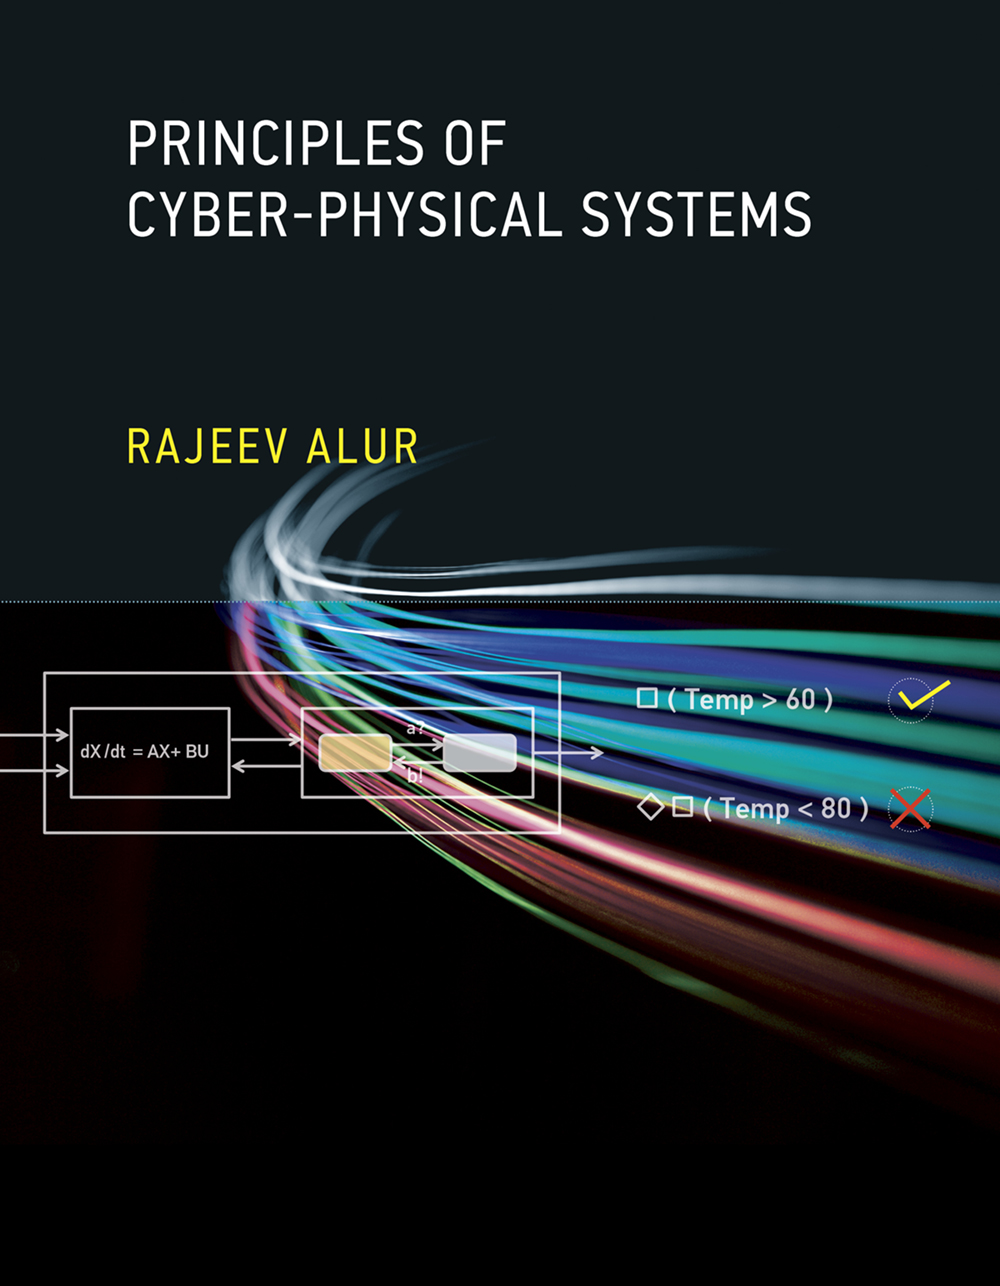 PRINCIPLES OF
CYBER-PHYSICAL SYSTEMS
RAJEEV ALUR
□ ( Temp > 60 )
a?
dX/dt = AX+ BU
b!
◇□ ( Temp < 80 )